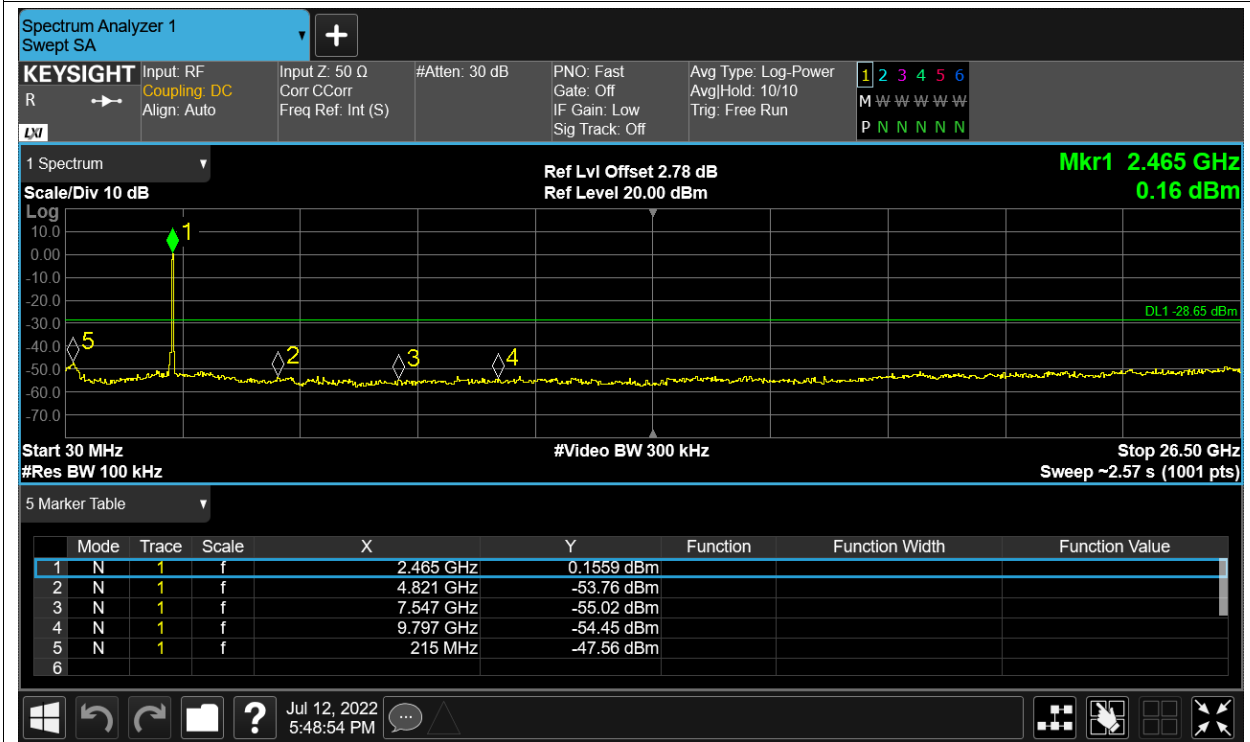 Spectrum Analyzer 1
Swept SA
+
KEYSIGHT
R
LXI
Input: RF
Coupling: DC
Align: Auto
Input Z: 50 Ω
Corr CCorr
Freq Ref: Int (S)
#Atten: 30 dB
PNO: Fast
Gate: Off
IF Gain: Low
Sig Track: Off
Avg Type: Log-Power
Avg|Hold: 10/10
Trig: Free Run
1 2 3 4 5 6
M W W W W W
P N N N N N
1 Spectrum
Scale/Div 10 dB
Ref Lvl Offset 2.78 dB
Ref Level 20.00 dBm
Mkr1 2.465 GHz
0.16 dBm
Log
10.0
0.00
-10.0
-20.0
-30.0
-40.0
-50.0
-60.0
-70.0
1
5
2
3
4
DL1 -28.65 dBm
Start 30 MHz
#Video BW 300 kHz
Stop 26.50 GHz
#Res BW 100 kHz
Sweep ~2.57 s (1001 pts)
5 Marker Table
Mode Trace Scale X Y Function Function Width Function Value
1 N 1 f 2.465 GHz 0.1559 dBm
2 N 1 f 4.821 GHz -53.76 dBm
3 N 1 f 7.547 GHz -55.02 dBm
4 N 1 f 9.797 GHz -54.45 dBm
5 N 1 f 215 MHz -47.56 dBm
6
?
Jul 12, 2022
5:48:54 PM